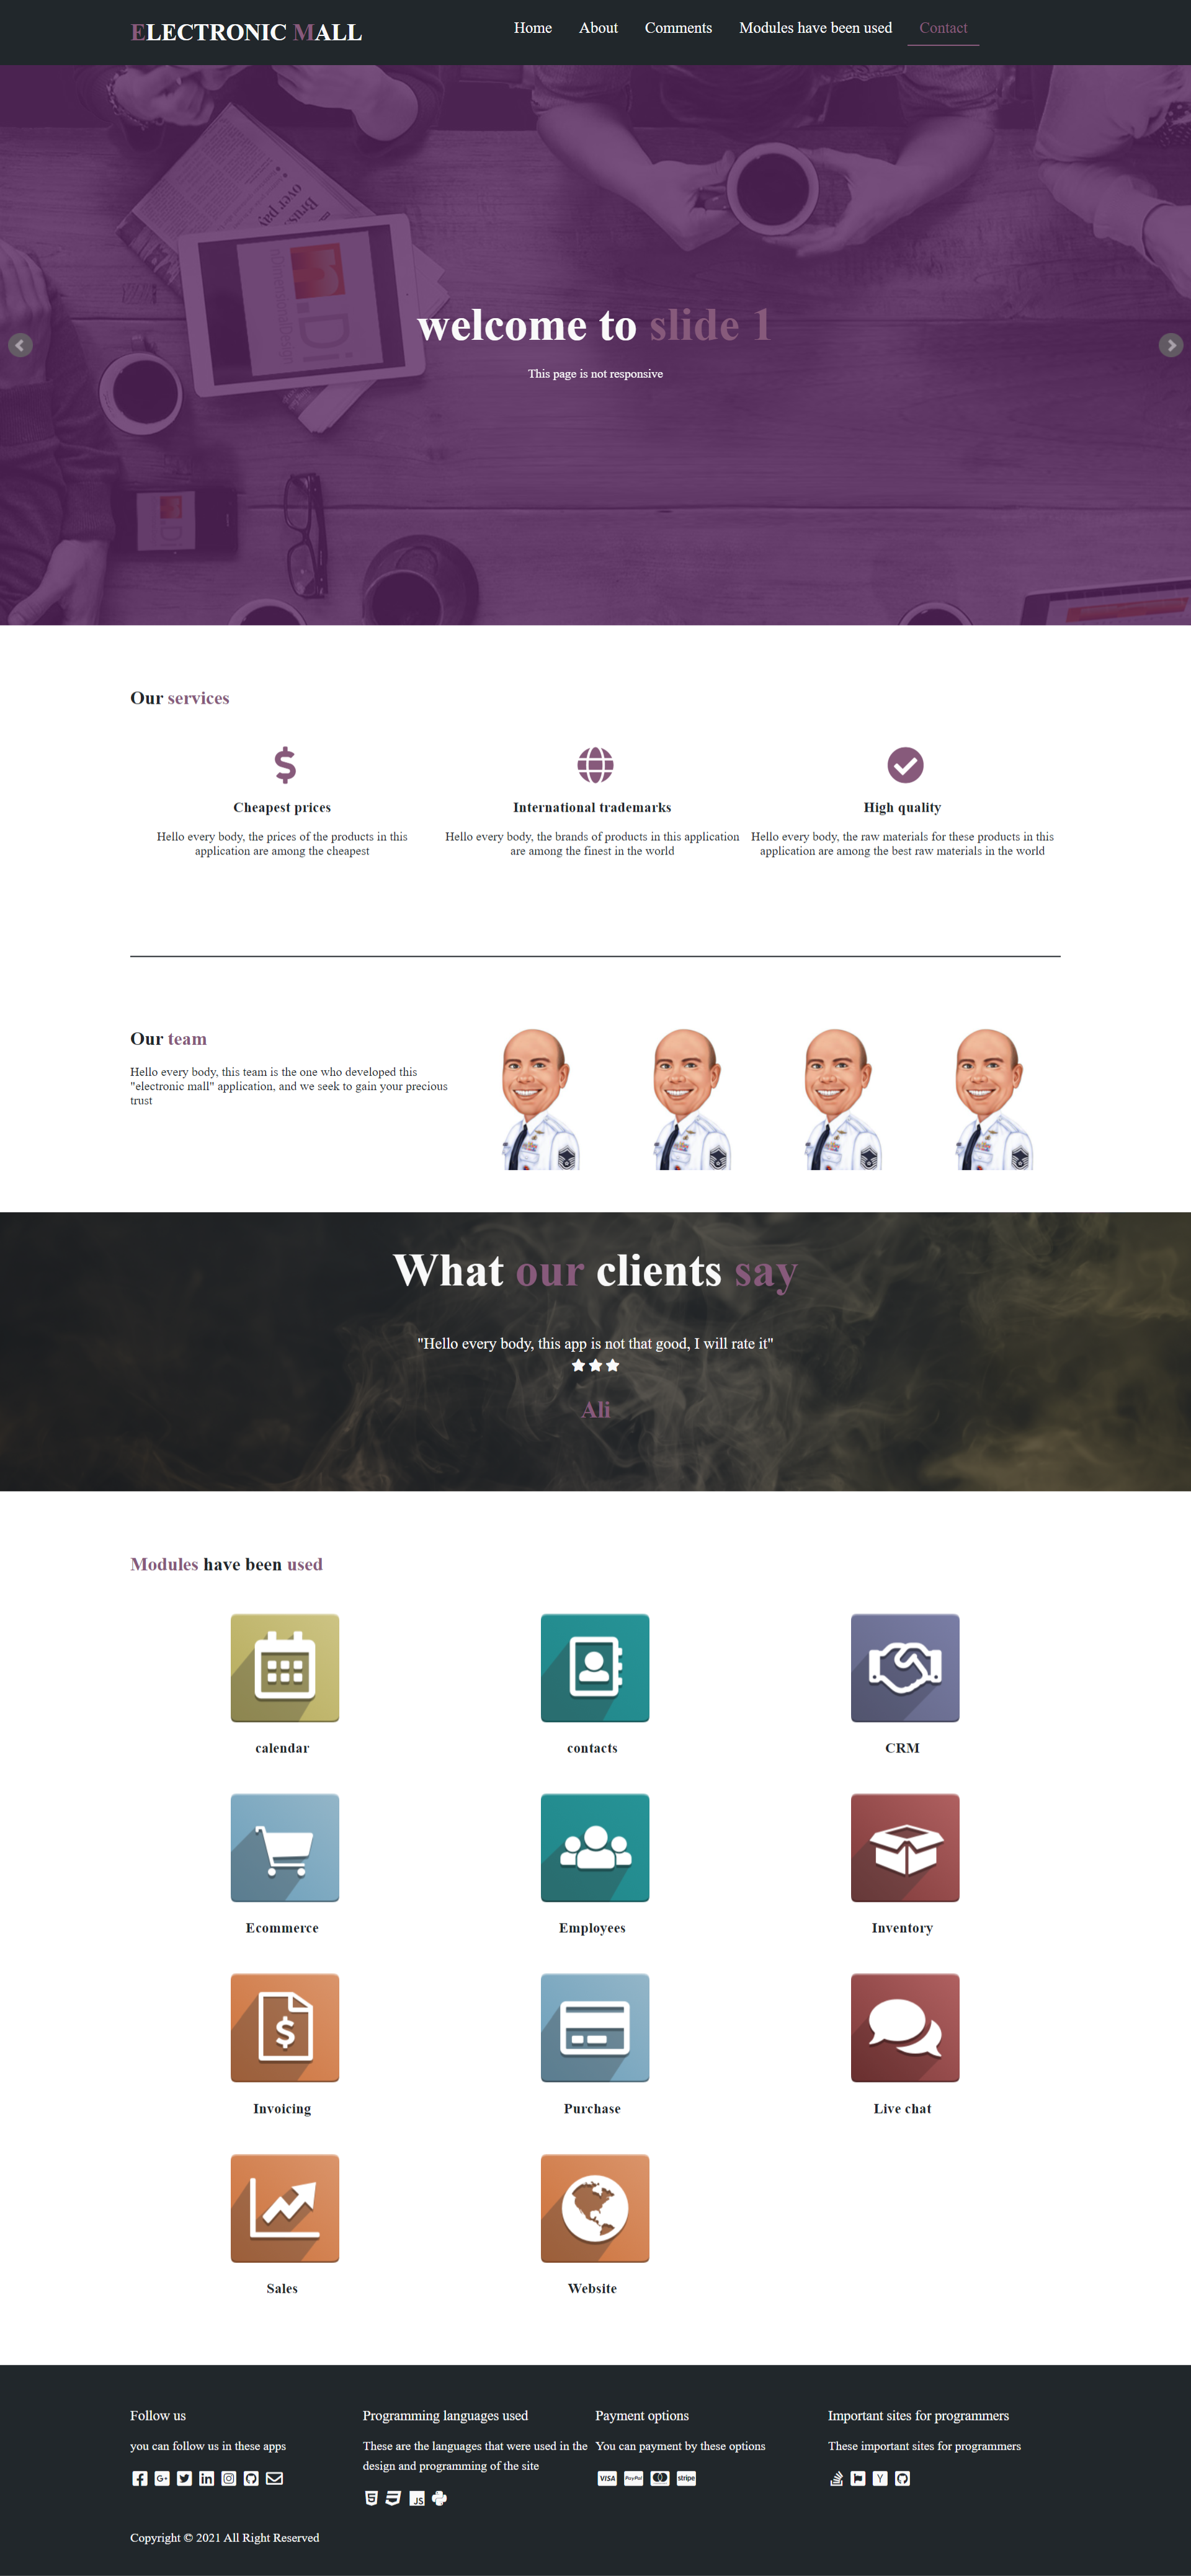 ELECTRONIC MALL
Home About Comments Modules have been used Contact
over pay
welcome to slide 1
This page is not responsive
Our services
Cheapest prices
Hello every body, the prices of the products in this
application are among the cheapest
International trademarks
Hello every body, the brands of products in this application
are among the finest in the world
High quality
Hello every body, the raw materials for these products in this
application are among the best raw materials in the world
Our team
Hello every body, this team is the one who developed this
"electronic mall" application, and we seek to gain your precious
trust
What our clients say
"Hello every body, this app is not that good, I will rate it"
Ali
Modules have been used
calendar
contacts
CRM
Ecommerce
Employees
Inventory
Invoicing
Purchase
Live chat
Sales
Website
Follow us
you can follow us in these apps
Programming languages used
These are the languages that were used in the
design and programming of the site
JS
Payment options
You can payment by these options
VISA PayPal stripe
Important sites for programmers
These important sites for programmers
Copyright © 2021 All Right Reserved